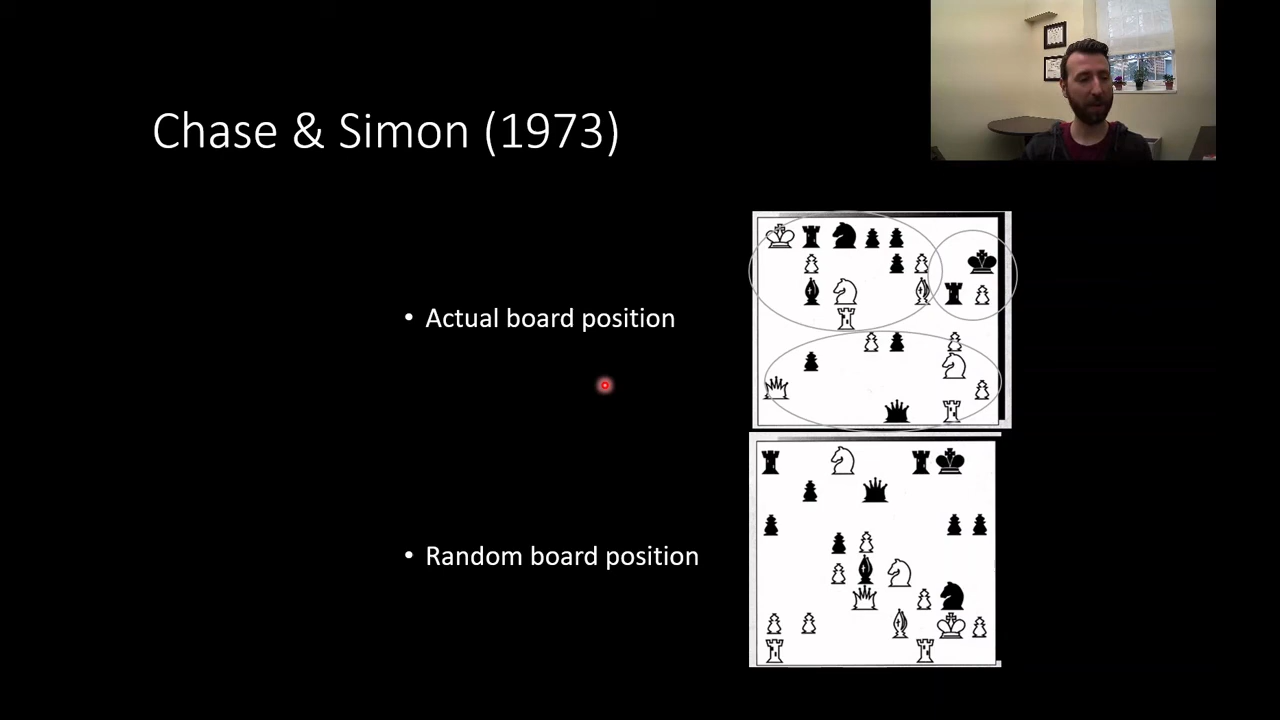 Chase & Simon (1973)
• Actual board position
• Random board position